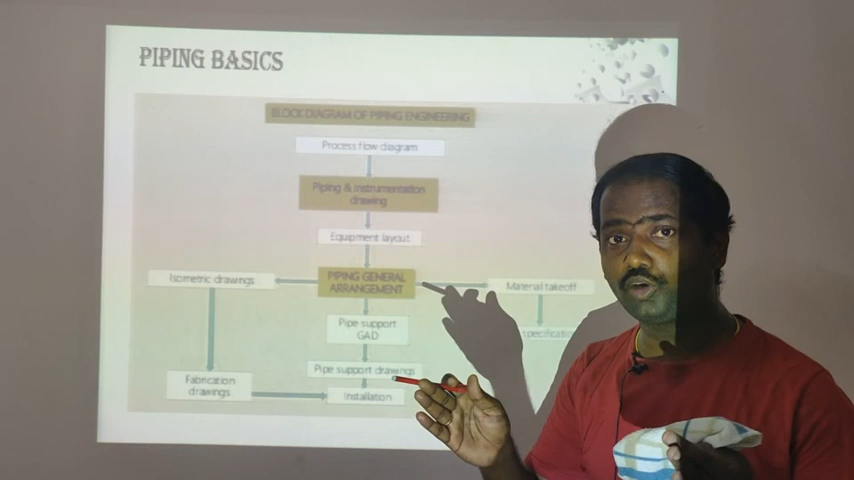 PIPING BASICS
BLOCK DIAGRAM OF PIPING ENGINEERING
Process flow diagram
Piping & instrumentation
drawing
Equipment layout
Isometric drawings
PIPING GENERAL
ARRANGEMENT
Material takeoff
Pipe support
GAD
specification
Pipe support drawings
Fabrication
drawings
Installation